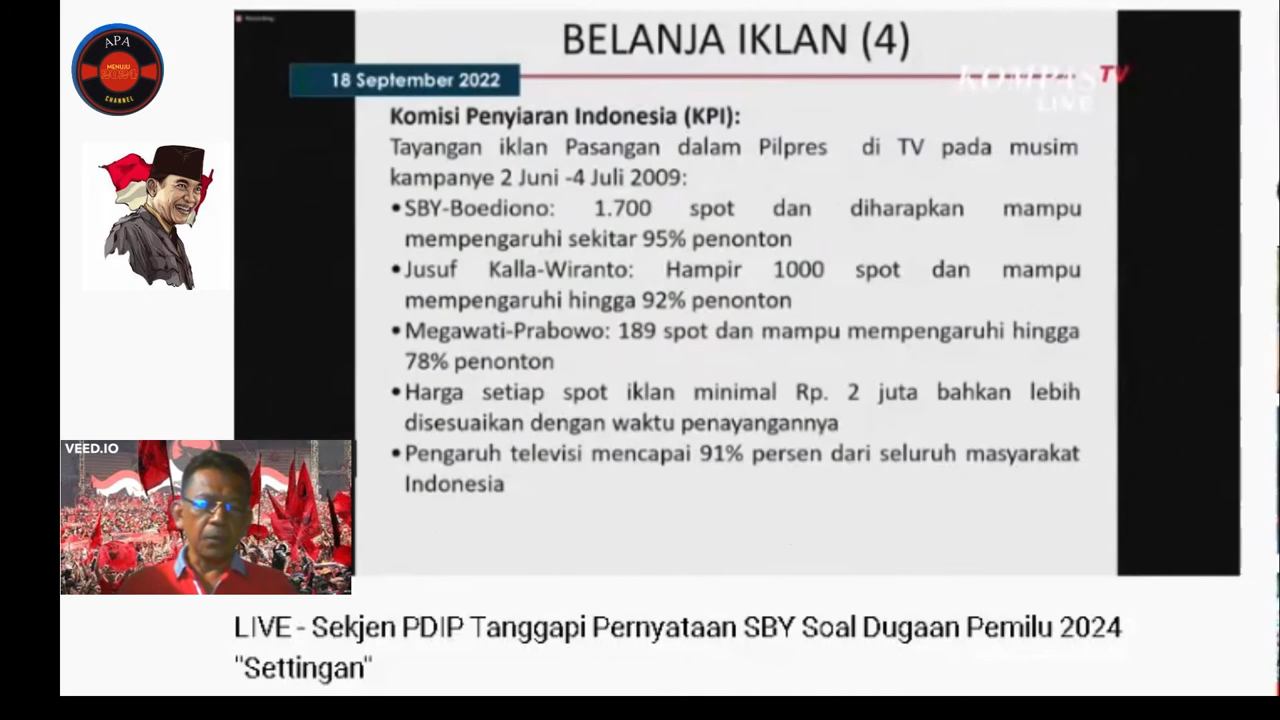 APA
MENUJU
2024
CHANNEL
Recording
BELANJA IKLAN (4)
18 September 2022
KOMPAS TV
LIVE
Komisi Penyiaran Indonesia (KPI):
Tayangan iklan Pasangan dalam Pilpres di TV pada musim
kampanye 2 Juni -4 Juli 2009:
•SBY-Boediono: 1.700 spot dan diharapkan mampu
mempengaruhi sekitar 95% penonton
•Jusuf Kalla-Wiranto: Hampir 1000 spot dan mampu
mempengaruhi hingga 92% penonton
•Megawati-Prabowo: 189 spot dan mampu mempengaruhi hingga
78% penonton
•Harga setiap spot iklan minimal Rp. 2 juta bahkan lebih
disesuaikan dengan waktu penayangannya
•Pengaruh televisi mencapai 91% persen dari seluruh masyarakat
Indonesia
VEED.IO
LIVE - Sekjen PDIP Tanggapi Pernyataan SBY Soal Dugaan Pemilu 2024
"Settingan"